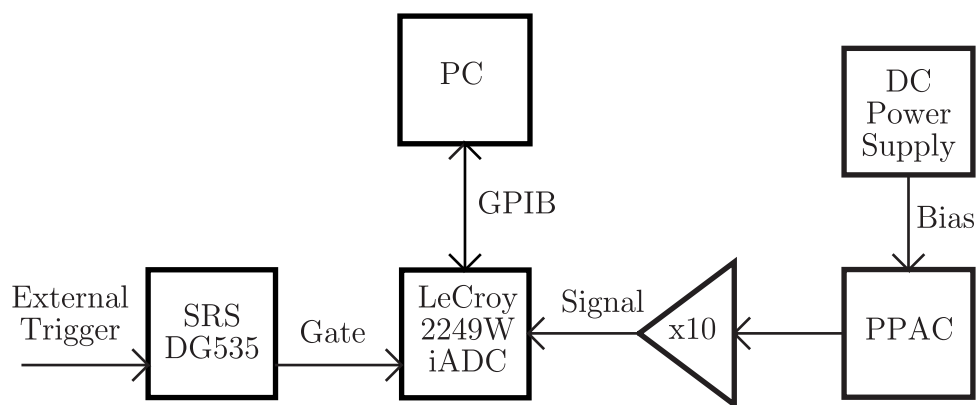 PC
DC
Power
Supply
GPIB
Bias
External
Trigger
SRS
DG535
Gate
LeCroy
2249W
iADC
Signal
x10
PPAC